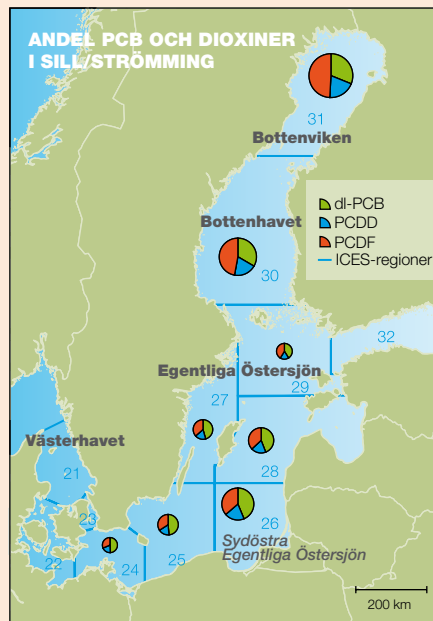 ANDEL PCB OCH DIOXINER
I SILL/STRÖMMING
31
Bottenviken
dl-PCB
PCDD
PCDF
ICES-regioner
Bottenhavet
30
32
Egentliga Östersjön
29
27
Västerhavet
28
21
23
26
Sydöstra
Egentliga Östersjön
25
24
22
200 km